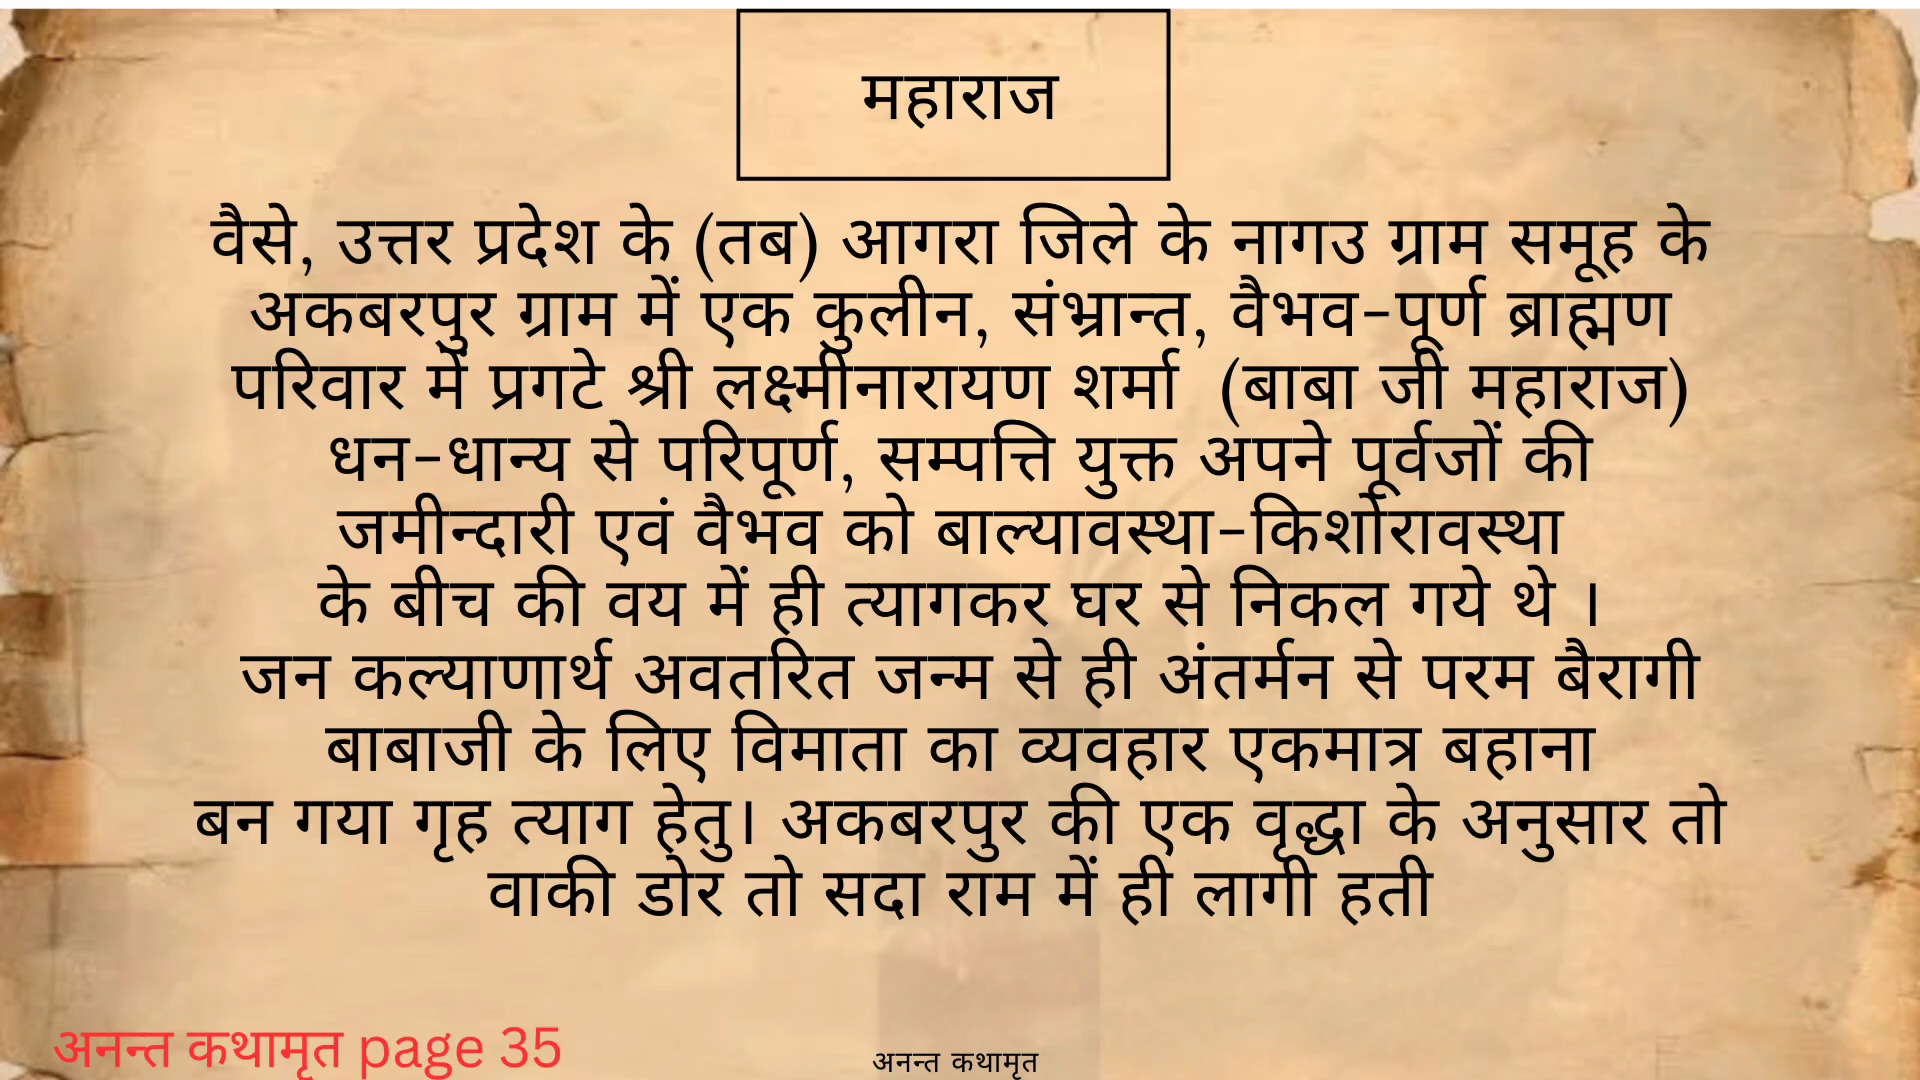 महाराज
वैसे, उत्तर प्रदेश के (तब) आगरा जिले के नागउ ग्राम समूह के
अकबरपुर ग्राम में एक कुलीन, संभ्रान्त, वैभव-पूर्ण ब्राह्मण
परिवार में प्रगटे श्री लक्ष्मीनारायण शर्मा (बाबा जी महाराज)
धन-धान्य से परिपूर्ण, सम्पत्ति युक्त अपने पूर्वजों की
जमीन्दारी एवं वैभव को बाल्यावस्था-किशोरावस्था
के बीच की वय में ही त्यागकर घर से निकल गये थे ।
जन कल्याणार्थ अवतरित जन्म से ही अंतर्मन से परम बैरागी
बाबाजी के लिए विमाता का व्यवहार एकमात्र बहाना
बन गया गृह त्याग हेतु। अकबरपुर की एक वृद्धा के अनुसार तो
वाकी डोर तो सदा राम में ही लागी हती
अनन्त कथामृत page 35
अनन्त कथामृत